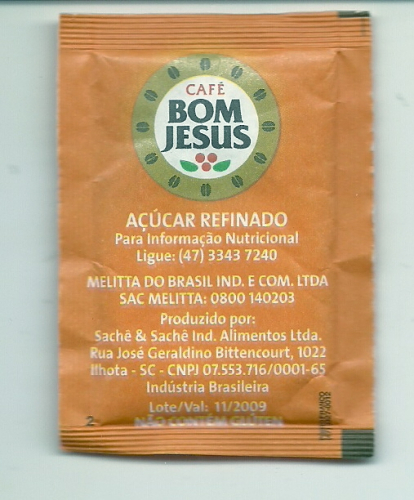 CAFÉ
BOM
JESUS
AÇÚCAR REFINADO
Para Informação Nutricional
Ligue: (47) 3343 7240
MELITTA DO BRASIL IND. E COM. LTDA
SAC MELITTA: 0800 140203
Produzido por:
Sachê & Sachê Ind. Alimentos Ltda.
Rua José Geraldino Bittencourt, 1022
Ilhota - SC - CNPJ 07.553.716/0001-65
Indústria Brasileira
Lote/Val: 11/2009
2
NÃO CONTÉM GLÚTEN